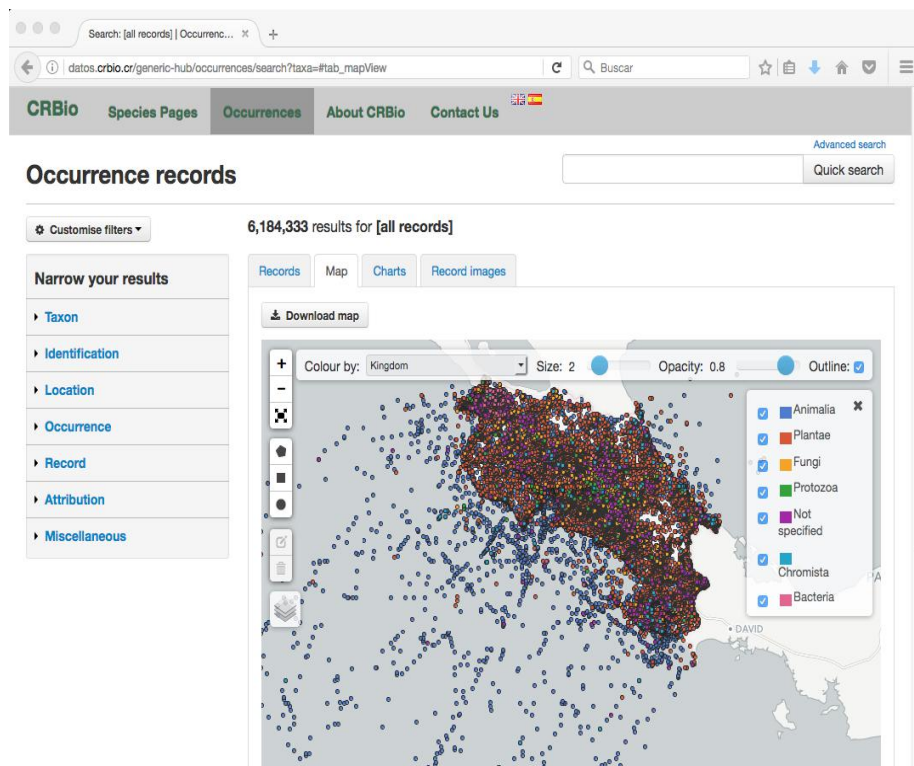 Search: [all records] | Occurrenc...
datos.crbio.cr/generic-hub/occurrences/search?taxa=#tab_mapView
Buscar
CRBio Species Pages Occurrences About CRBio Contact Us
Advanced search
Occurrence records
Quick search
Customise filters
6,184,333 results for [all records]
Narrow your results
Records Map Charts Record images
Taxon
Download map
Identification
Colour by: Kingdom Size: 2 Opacity: 0.8 Outline:
Location
Occurrence
Record
Attribution
Miscellaneous
Animalia
Plantae
Fungi
Protozoa
Not
specified
Chromista
Bacteria
PA
DAVID